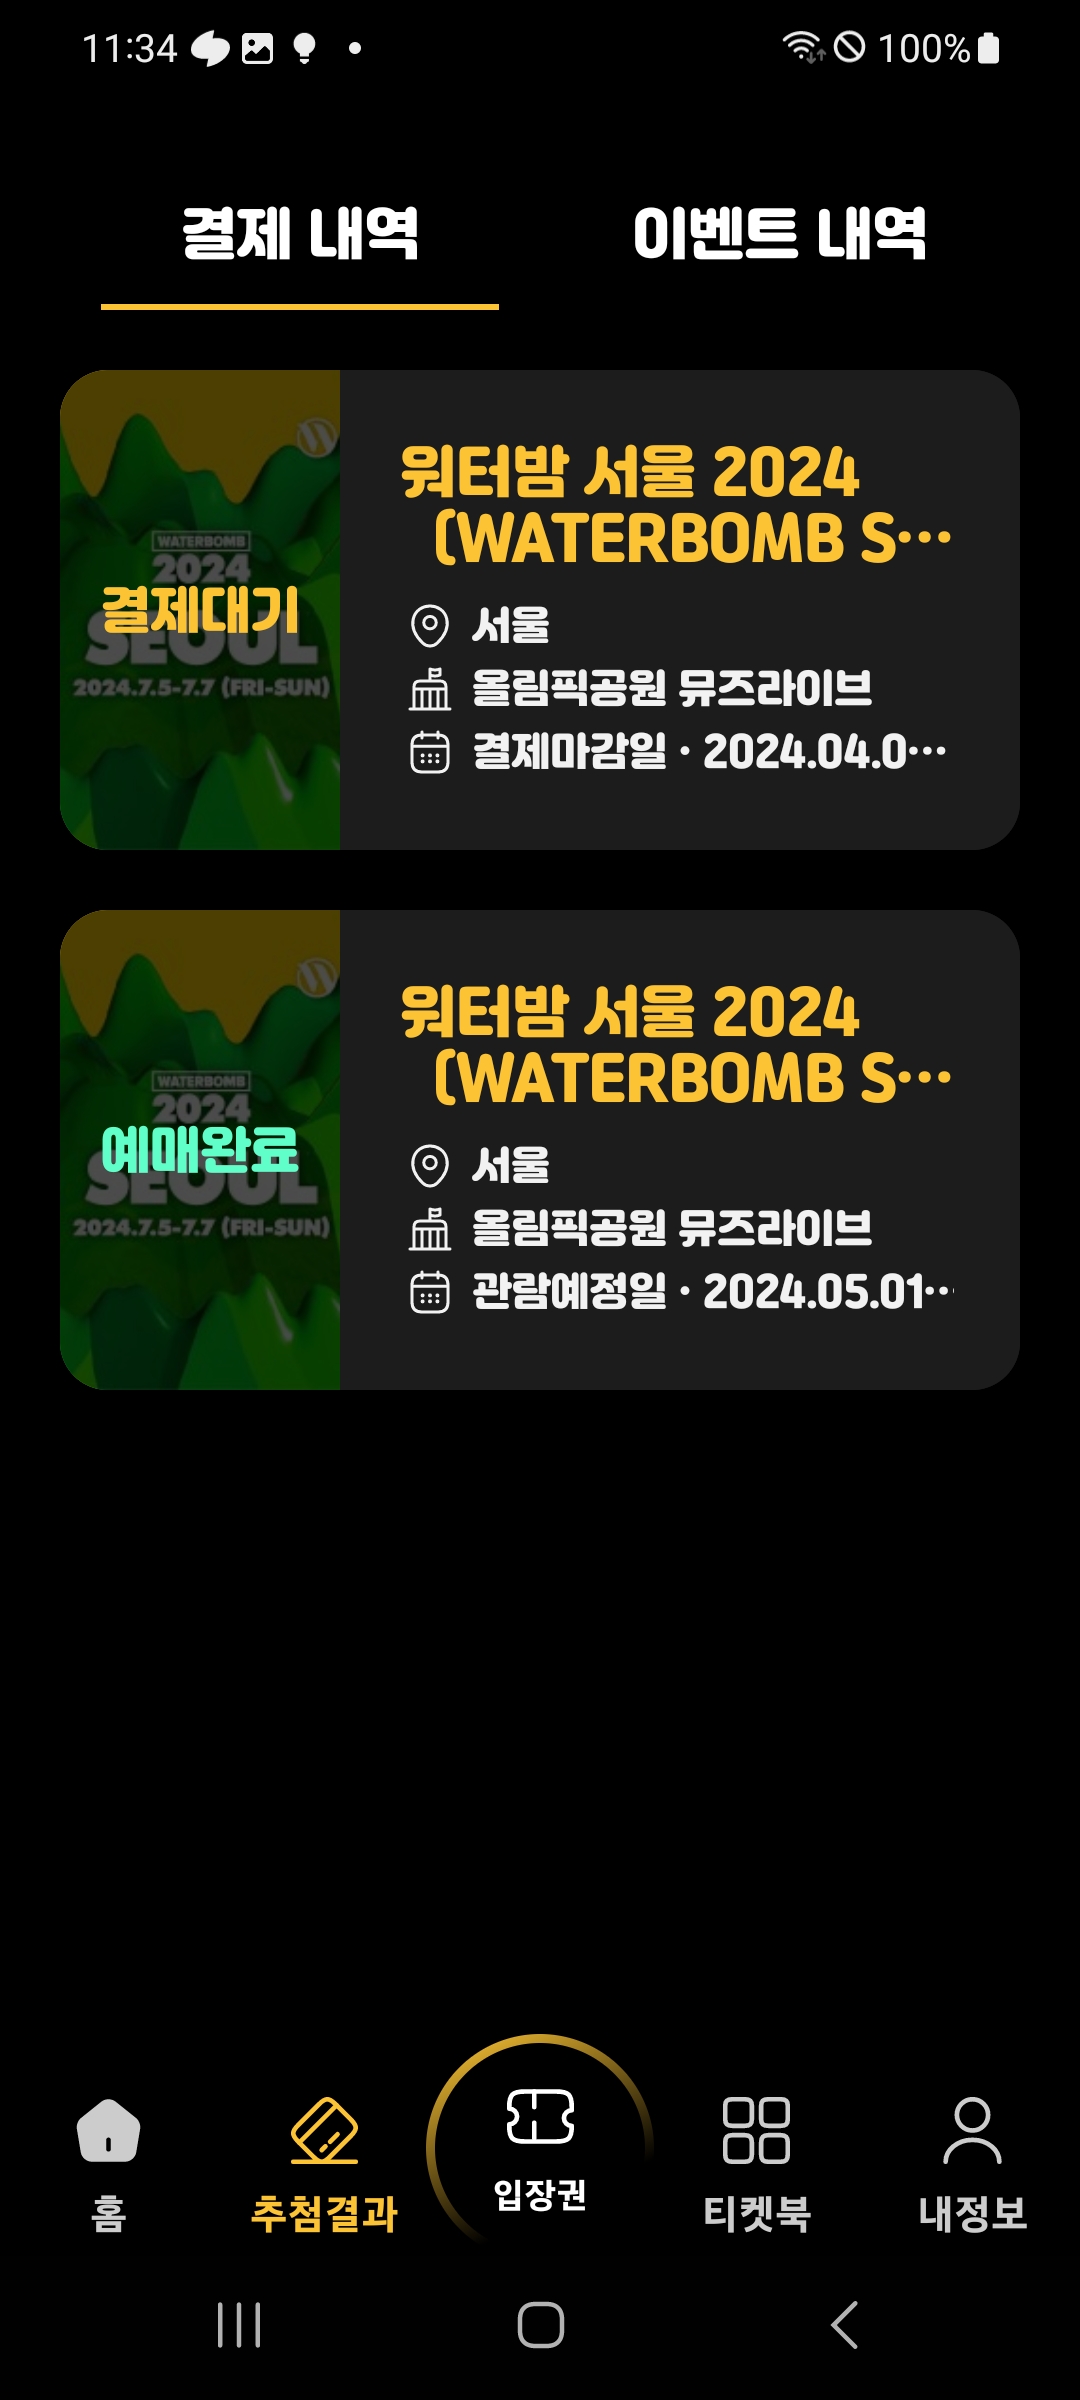 11:34
100%
결제 내역
이벤트 내역
WATERBOMB
2024
SEOUL
2024.7.5-7.7 (FRI-SUN)
결제대기
워터밤 서울 2024
(WATERBOMB S···
서울
올림픽공원 뮤즈라이브
결제마감일 · 2024.04.0···
WATERBOMB
2024
SEOUL
2024.7.5-7.7 (FRI-SUN)
예매완료
워터밤 서울 2024
(WATERBOMB S···
서울
올림픽공원 뮤즈라이브
관람예정일 · 2024.05.01···
홈
추첨결과
입장권
티켓북
내정보